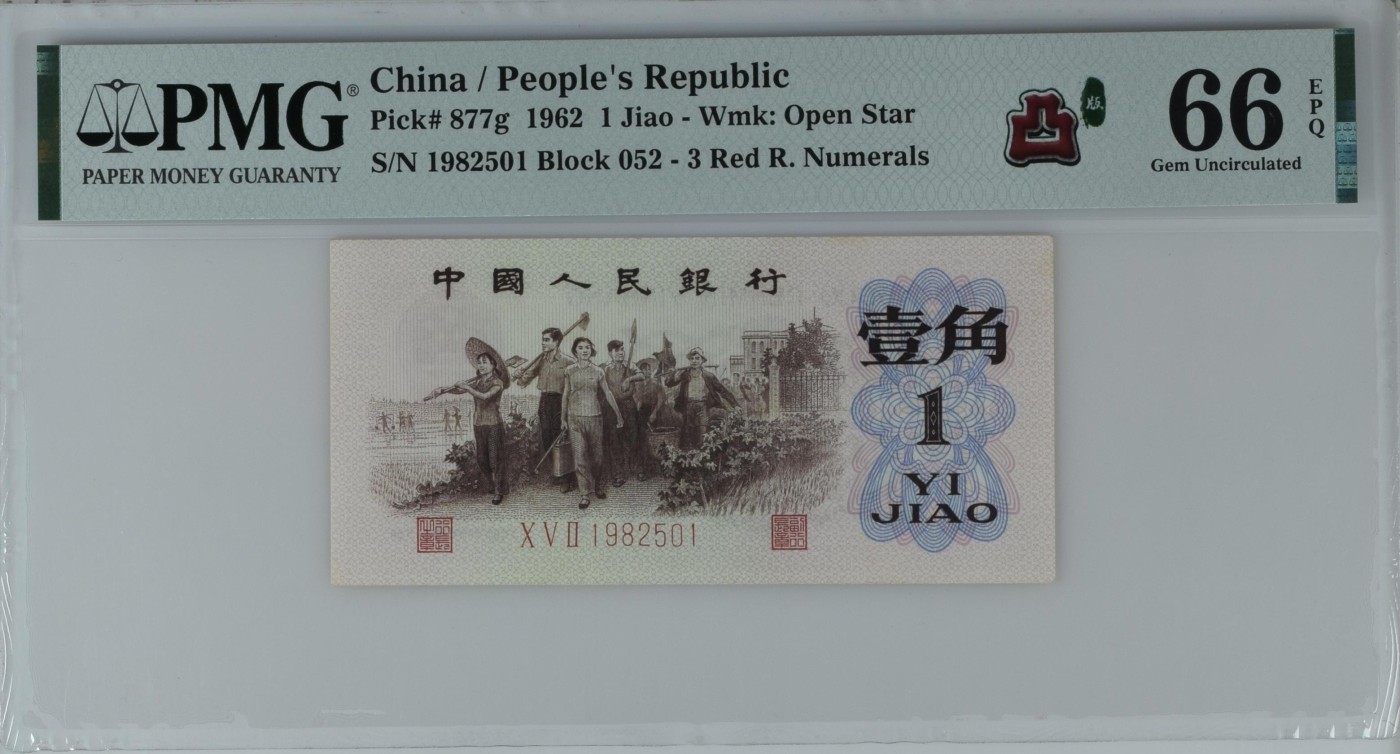 PMG®
PAPER MONEY GUARANTY
China / People's Republic
Pick# 877g 1962 1 Jiao - Wmk: Open Star
S/N 1982501 Block 052 - 3 Red R. Numerals
凸
版
66
EPQ
Gem Uncirculated
中國人民銀行
壹角
1
YI
JIAO
XVⅡ1982501